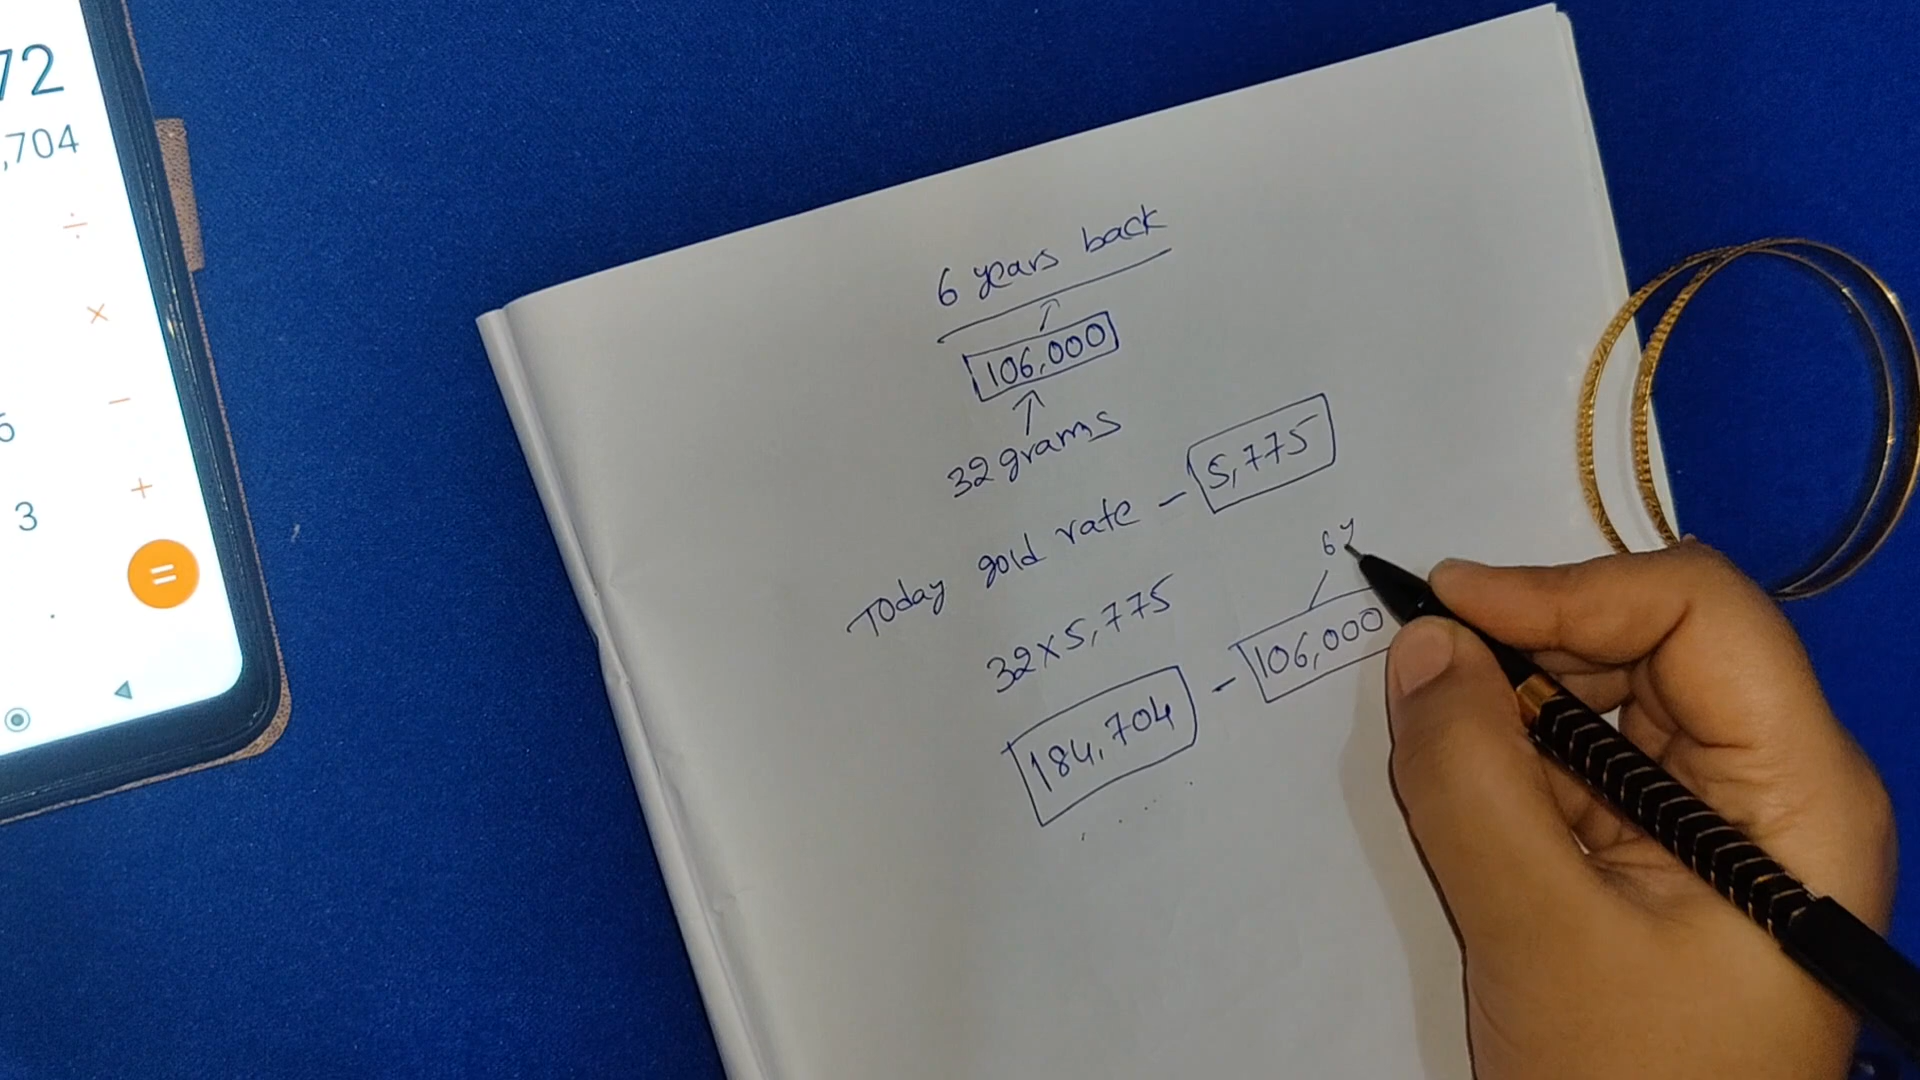 72
,704
÷
×
−
5
+
3
=
.
6 years back
106,000
32 grams
Today gold rate - 5,775
32×5,775
6 y
184,704 - 106,000